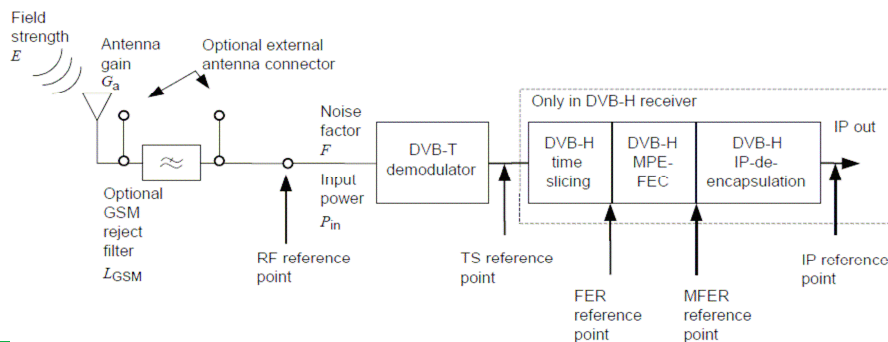 Field
strength
E
Antenna
gain
Ga
Optional external
antenna connector
Optional
GSM
reject
filter
LGSM
RF reference
point
Noise
factor
F
Input
power
Pin
DVB-T
demodulator
TS reference
point
Only in DVB-H receiver
DVB-H
time
slicing
DVB-H
MPE-
FEC
DVB-H
IP-de-
encapsulation
IP out
FER
reference
point
MFER
reference
point
IP reference
point